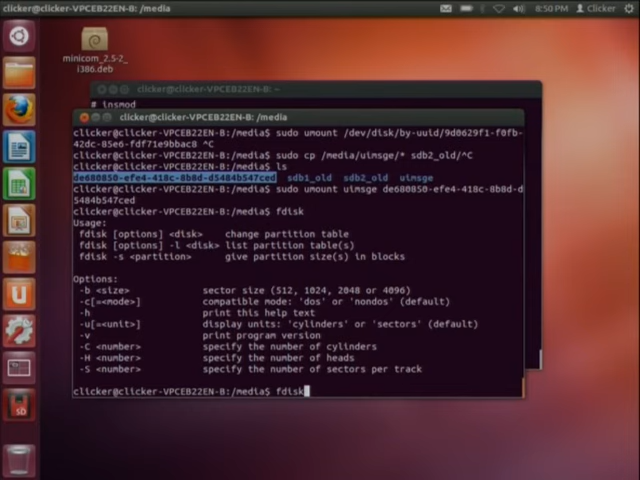 clicker@clicker-VPCEB22EN-B: /media
8:50 PM
Clicker
minicom_2.5-2_
i386.deb
clicker@clicker-VPCEB22EN-B: ~
# insmod
clicker@clicker-VPCEB22EN-B: /media
clicker@clicker-VPCEB22EN-B:/media$ sudo umount /dev/disk/by-uuid/9d0629f1-f0fb-
42dc-85e6-fdf71e9bbac8 ^C
clicker@clicker-VPCEB22EN-B:/media$ sudo cp /media/uimsge/* sdb2_old/^C
clicker@clicker-VPCEB22EN-B:/media$ ls
de680850-efe4-418c-8b8d-d5484b547ced sdb1_old sdb2_old uimsge
clicker@clicker-VPCEB22EN-B:/media$ sudo umount uimsge de680850-efe4-418c-8b8d-d
5484b547ced
clicker@clicker-VPCEB22EN-B:/media$ fdisk
Usage:
fdisk [options] <disk> change partition table
fdisk [options] -l <disk> list partition table(s)
fdisk -s <partition> give partition size(s) in blocks
Options:
-b <size> sector size (512, 1024, 2048 or 4096)
-c[=<mode>] compatible mode: 'dos' or 'nondos' (default)
-h print this help text
-u[=<unit>] display units: 'cylinders' or 'sectors' (default)
-v print program version
-C <number> specify the number of cylinders
-H <number> specify the number of heads
-S <number> specify the number of sectors per track
clicker@clicker-VPCEB22EN-B:/media$ fdisk
SD